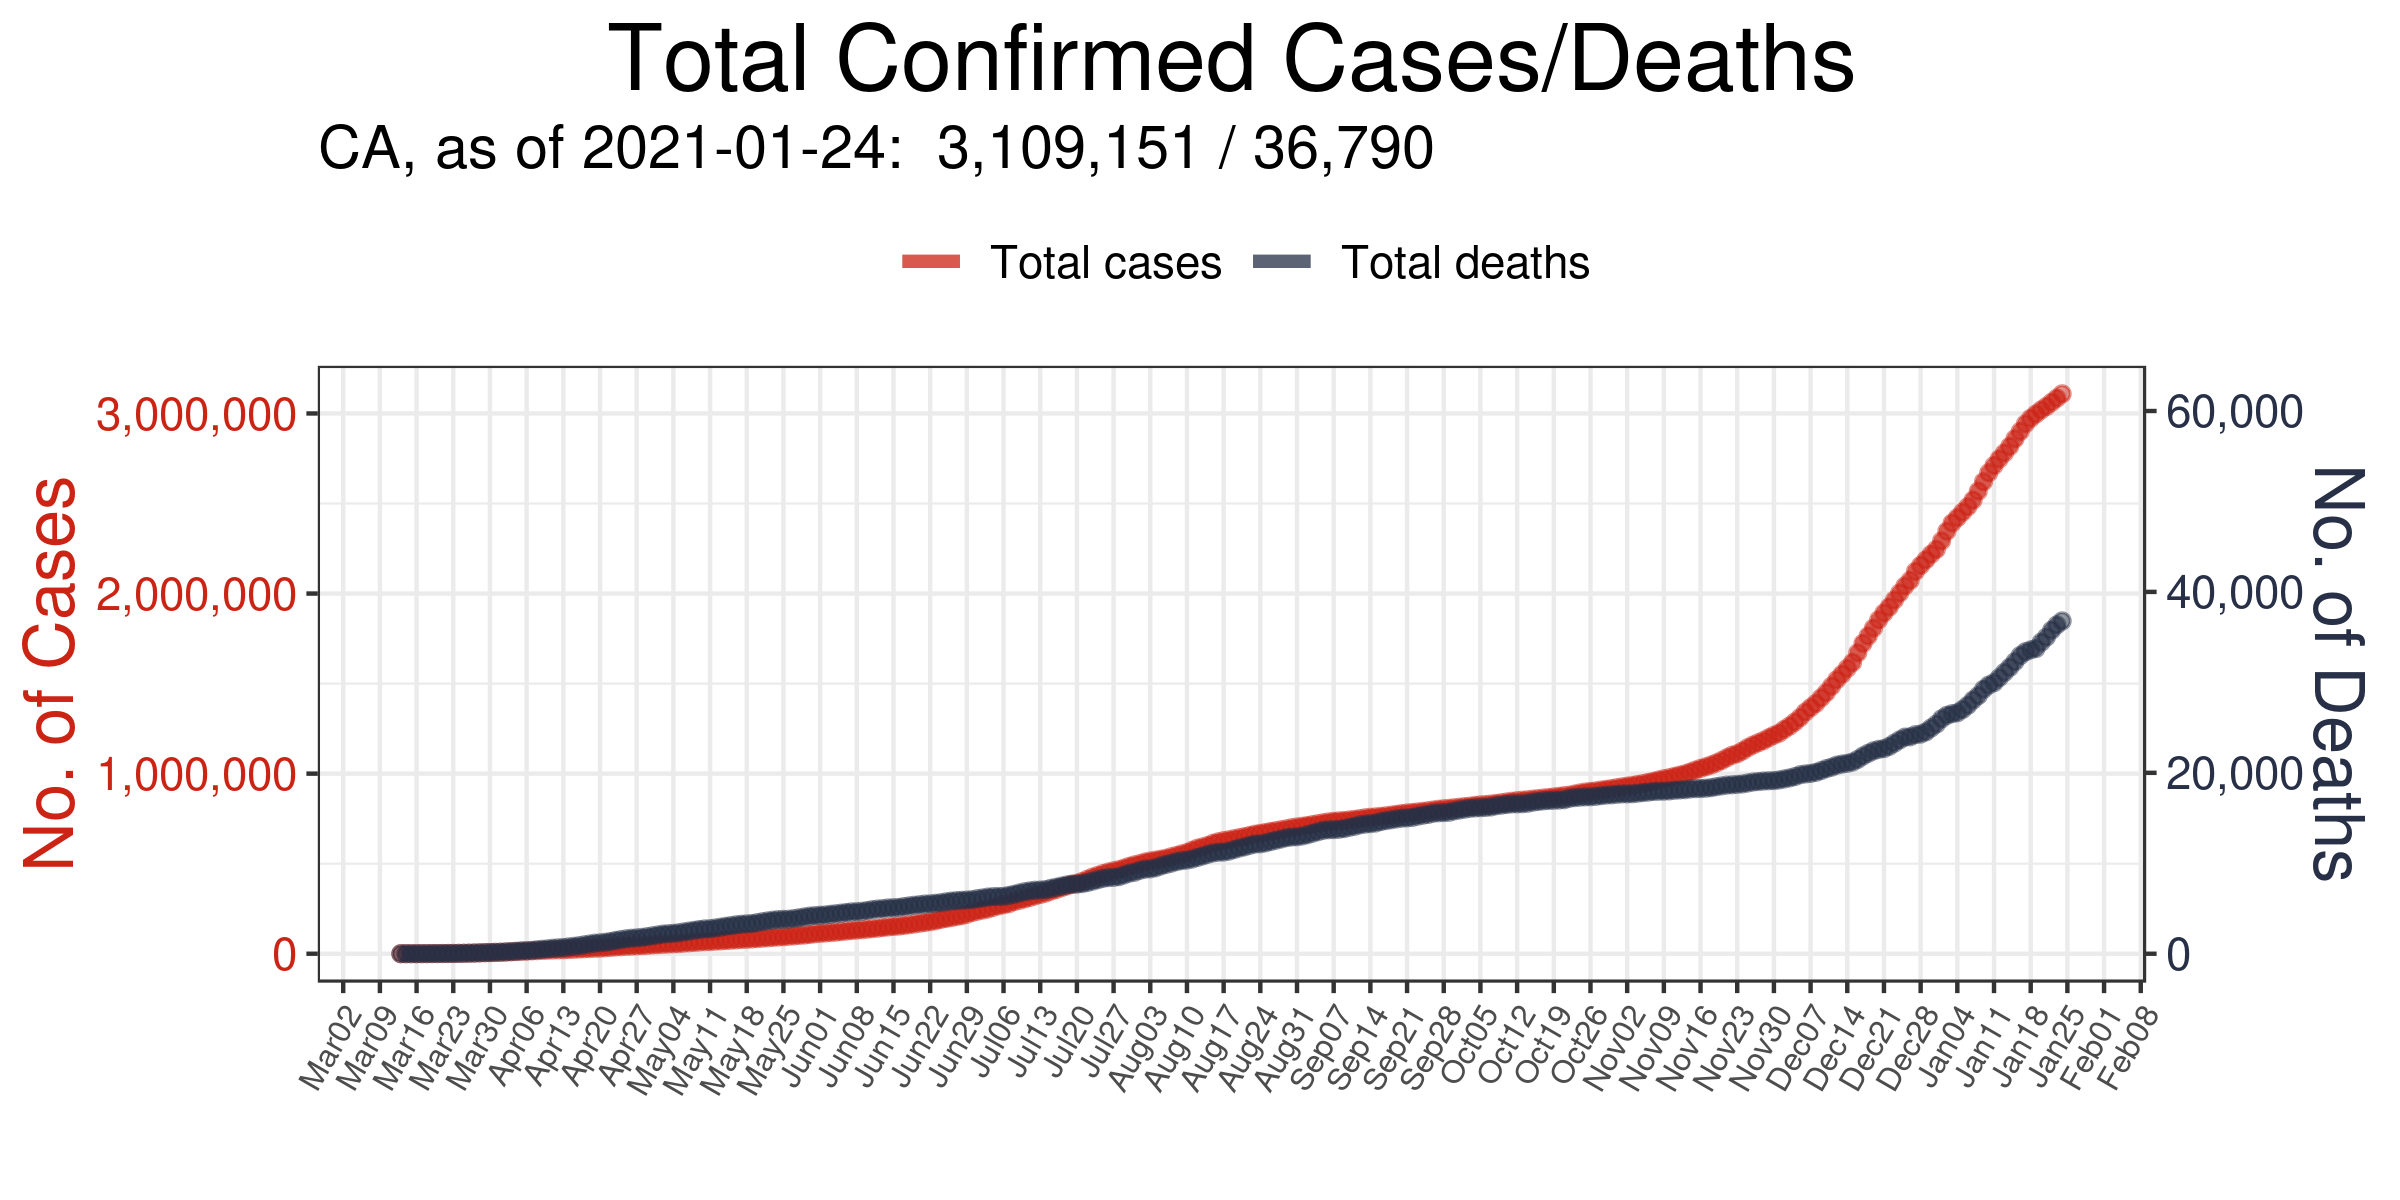 Total Confirmed Cases/Deaths
CA, as of 2021-01-24:  3,109,151 / 36,790
Total cases
Total deaths
No. of Cases
3,000,000
2,000,000
1,000,000
0
60,000
40,000
20,000
0
No. of Deaths
Mar02
Mar09
Mar16
Mar23
Mar30
Apr06
Apr13
Apr20
Apr27
May04
May11
May18
May25
Jun01
Jun08
Jun15
Jun22
Jun29
Jul06
Jul13
Jul20
Jul27
Aug03
Aug10
Aug17
Aug24
Aug31
Sep07
Sep14
Sep21
Sep28
Oct05
Oct12
Oct19
Oct26
Nov02
Nov09
Nov16
Nov23
Nov30
Dec07
Dec14
Dec21
Dec28
Jan04
Jan11
Jan18
Jan25
Feb01
Feb08